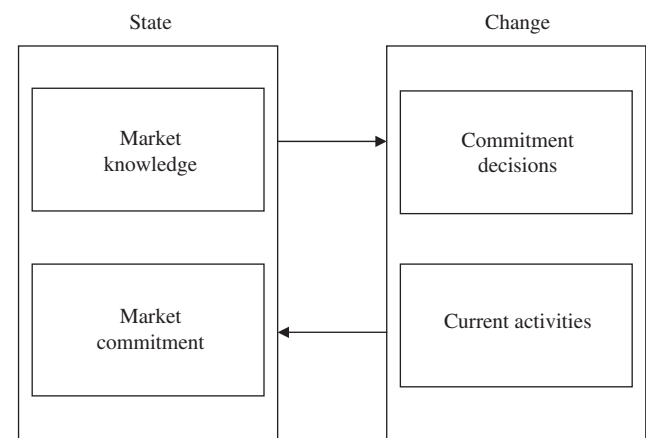 State
Change
Market
knowledge
Commitment
decisions
Market
commitment
Current activities